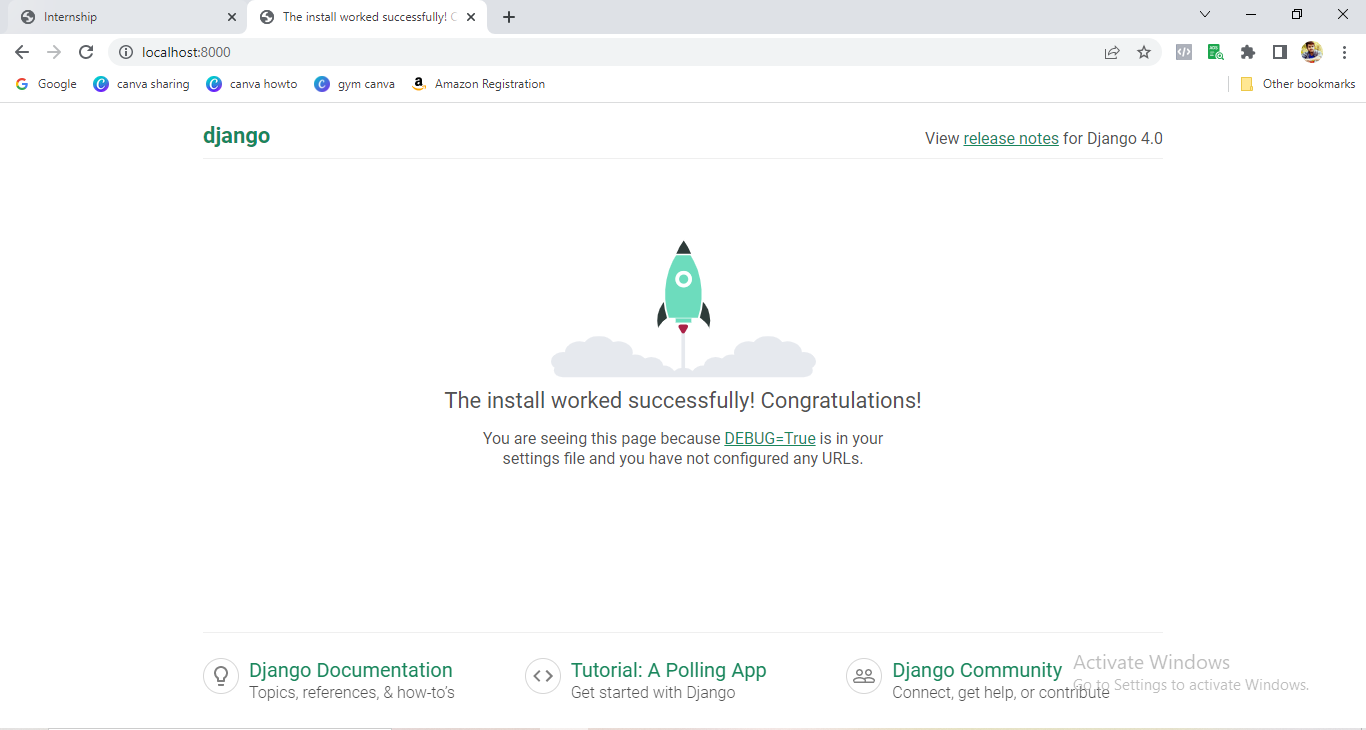 Internship
The install worked successfully!
localhost:8000
Google canva sharing canva howto gym canva Amazon Registration Other bookmarks
django
View release notes for Django 4.0
The install worked successfully! Congratulations!
You are seeing this page because DEBUG=True is in your
settings file and you have not configured any URLs.
Django Documentation
Topics, references, & how-to's
Tutorial: A Polling App
Get started with Django
Django Community
Connect, get help, or contribute
Activate Windows
Go to Settings to activate Windows.